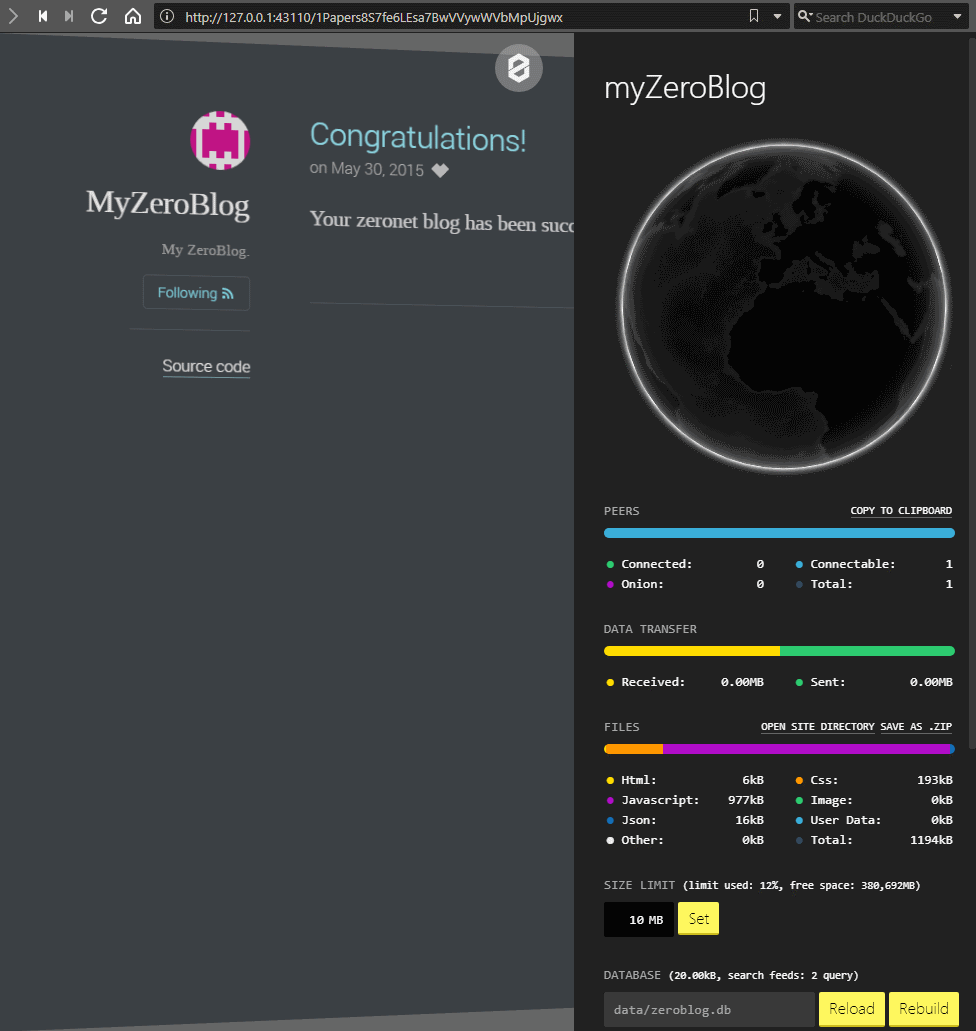 http://127.0.0.1:43110/1Papers8S7fe6LEsa7BwVVywWVbMpUjgwx
Search DuckDuckGo
MyZeroBlog
My ZeroBlog.
Following
Source code
Congratulations!
on May 30, 2015
Your zeronet blog has been succ
myZeroBlog
PEERS COPY TO CLIPBOARD
Connected: 0 Connectable: 1
Onion: 0 Total: 1
DATA TRANSFER
Received: 0.00MB Sent: 0.00MB
FILES OPEN SITE DIRECTORY SAVE AS .ZIP
Html: 6kB Css: 193kB
Javascript: 977kB Image: 0kB
Json: 16kB User Data: 0kB
Other: 0kB Total: 1194kB
SIZE LIMIT (limit used: 12%, free space: 380,692MB)
10 MB Set
DATABASE (20.00kB, search feeds: 2 query)
data/zeroblog.db Reload Rebuild